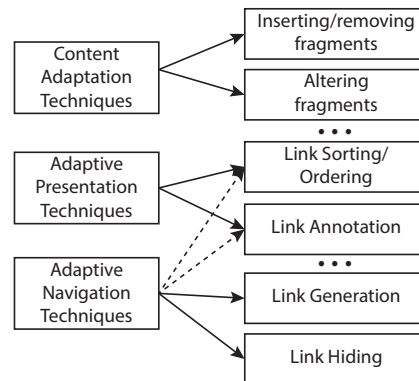 Content
Adaptation
Techniques
Inserting/removing
fragments
Altering
fragments
• • •
Adaptive
Presentation
Techniques
Link Sorting/
Ordering
Link Annotation
• • •
Adaptive
Navigation
Techniques
Link Generation
Link Hiding